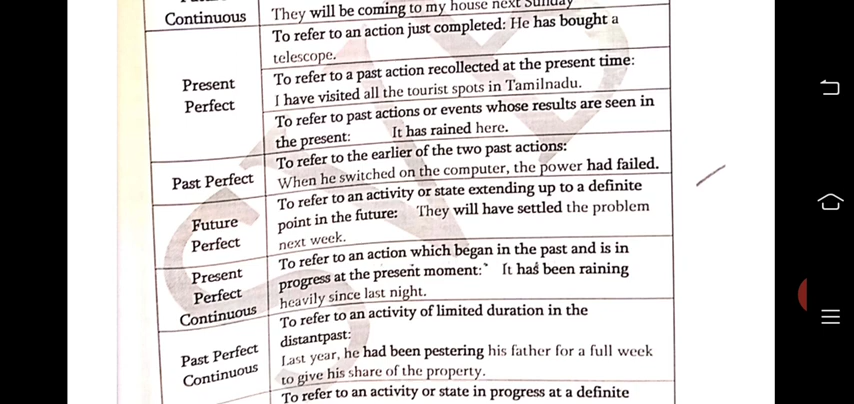 Continuous
They will be coming to my house next Sunday
To refer to an action just completed: He has bought a
telescope.
Present
Perfect
To refer to a past action recollected at the present time:
I have visited all the tourist spots in Tamilnadu.
To refer to past actions or events whose results are seen in
the present: It has rained here.
Past Perfect
To refer to the earlier of the two past actions:
When he switched on the computer, the power had failed.
Future
Perfect
To refer to an activity or state extending up to a definite
point in the future: They will have settled the problem
next week.
Present
Perfect
Continuous
To refer to an action which began in the past and is in
progress at the present moment: It has been raining
heavily since last night.
Past Perfect
Continuous
To refer to an activity of limited duration in the
distantpast:
Last year, he had been pestering his father for a full week
to give his share of the property.
To refer to an activity or state in progress at a definite